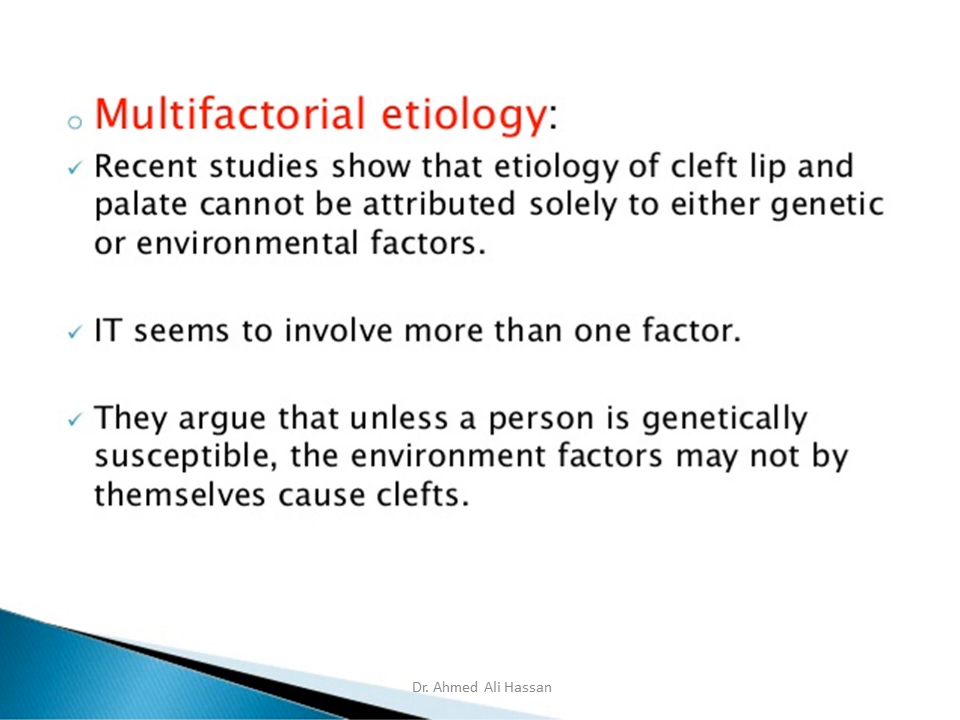 Multifactorial etiology:
Recent studies show that etiology of cleft lip and
palate cannot be attributed solely to either genetic
or environmental factors.
IT seems to involve more than one factor.
They argue that unless a person is genetically
susceptible, the environment factors may not by
themselves cause clefts.
Dr. Ahmed Ali Hassan